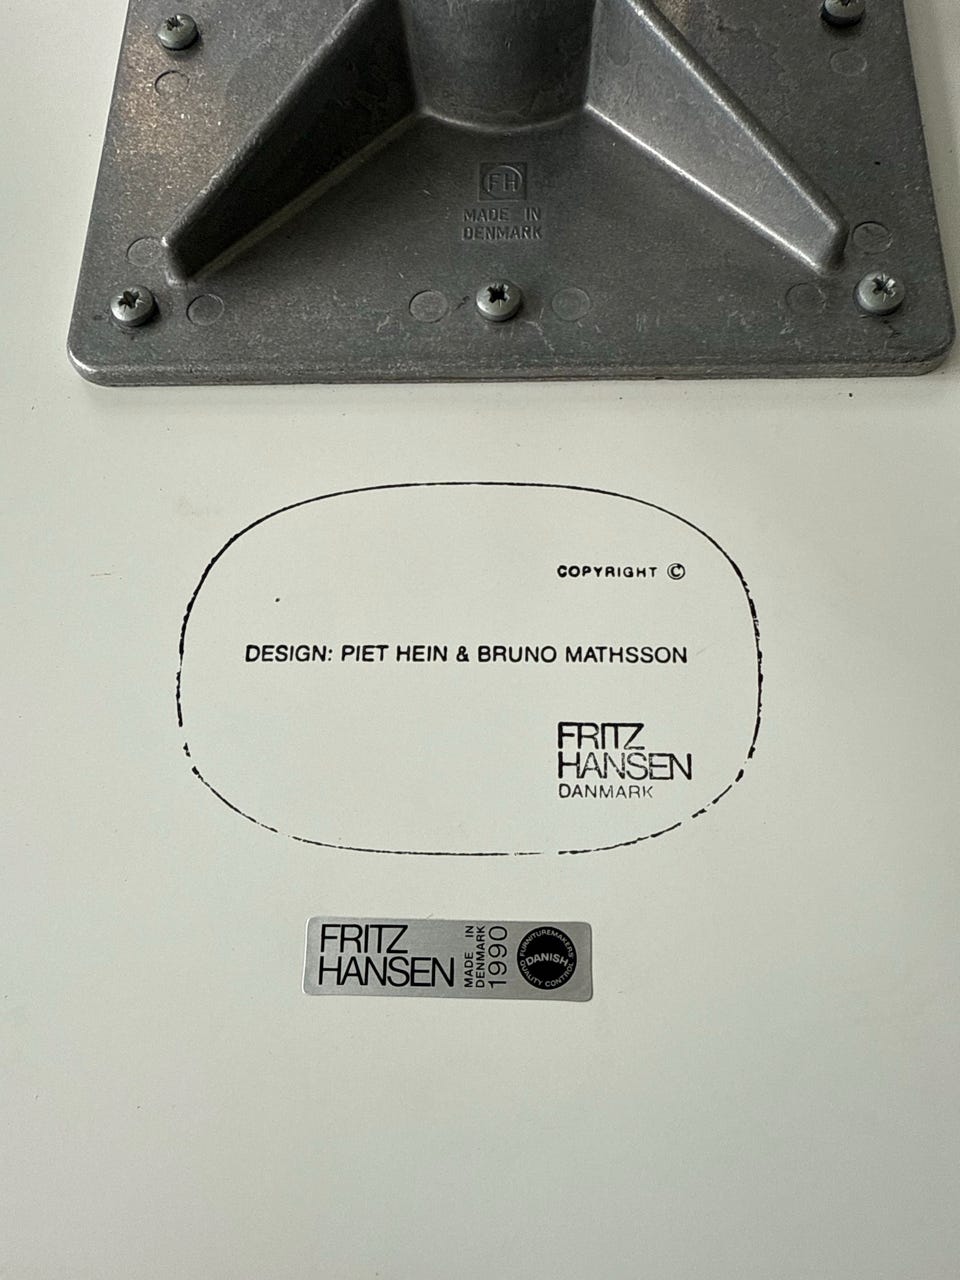 FH
MADE IN
DENMARK
COPYRIGHT ©
DESIGN: PIET HEIN & BRUNO MATHSSON
FRITZ
HANSEN
DANMARK
FRITZ
HANSEN
MADE IN
DENMARK
1990
FURNITUREMAKERS'
DANISH
QUALITY CONTROL